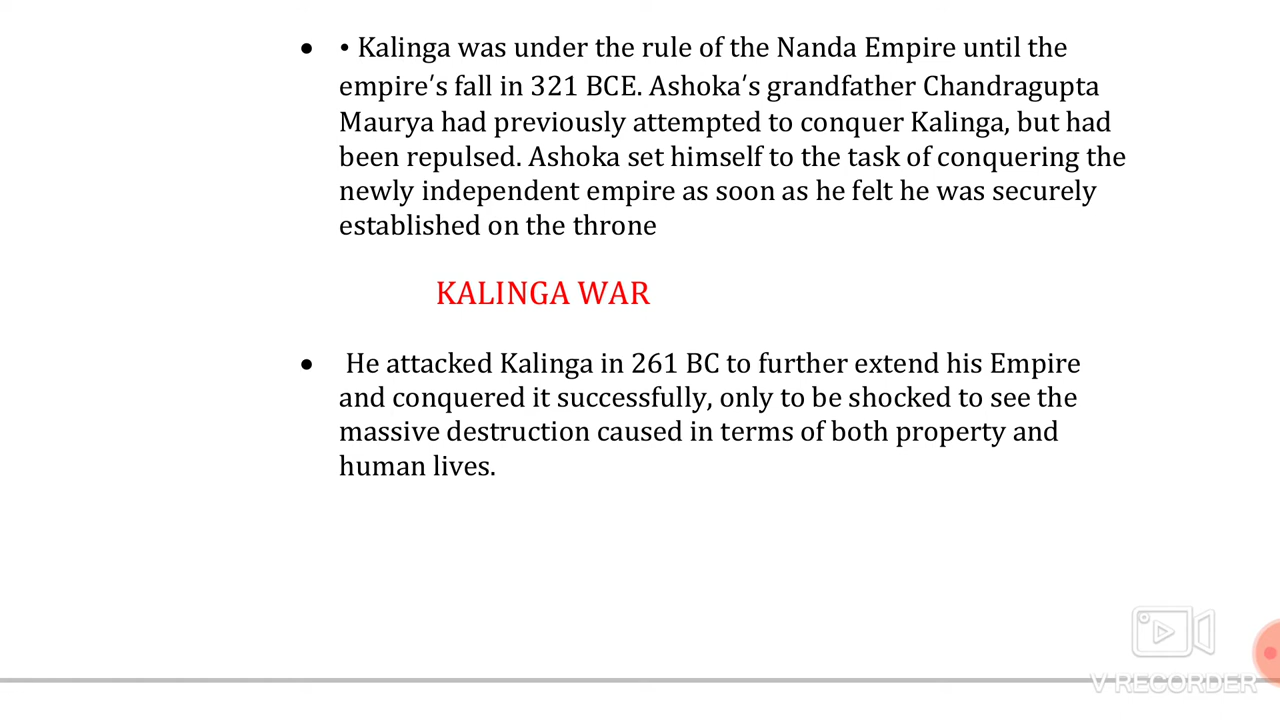 • • Kalinga was under the rule of the Nanda Empire until the
empire's fall in 321 BCE. Ashoka's grandfather Chandragupta
Maurya had previously attempted to conquer Kalinga, but had
been repulsed. Ashoka set himself to the task of conquering the
newly independent empire as soon as he felt he was securely
established on the throne
KALINGA WAR
• He attacked Kalinga in 261 BC to further extend his Empire
and conquered it successfully, only to be shocked to see the
massive destruction caused in terms of both property and
human lives.
V RECORDER